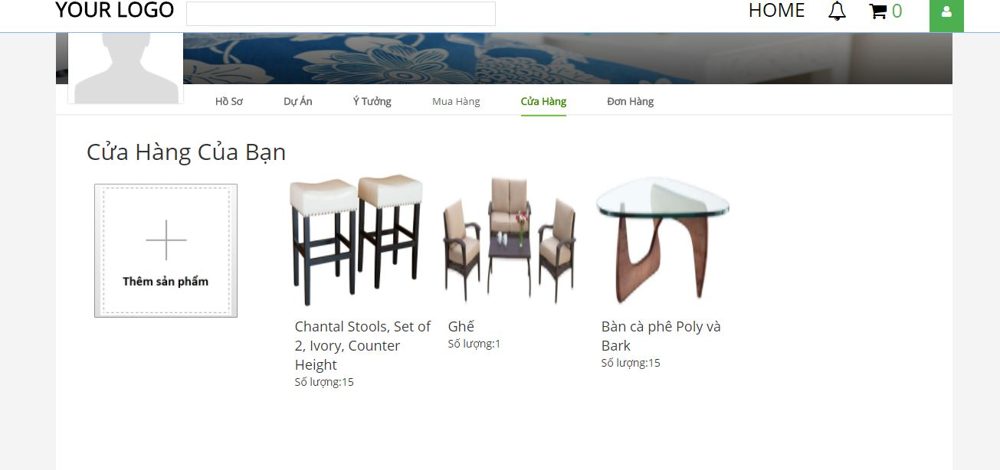 YOUR LOGO
HOME
0
Hồ Sơ
Dự Án
Ý Tưởng
Mua Hàng
Cửa Hàng
Đơn Hàng
Cửa Hàng Của Bạn
Thêm sản phẩm
Chantal Stools, Set of
2, Ivory, Counter
Height
Số lượng:15
Ghế
Số lượng:1
Bàn cà phê Poly và
Bark
Số lượng:15